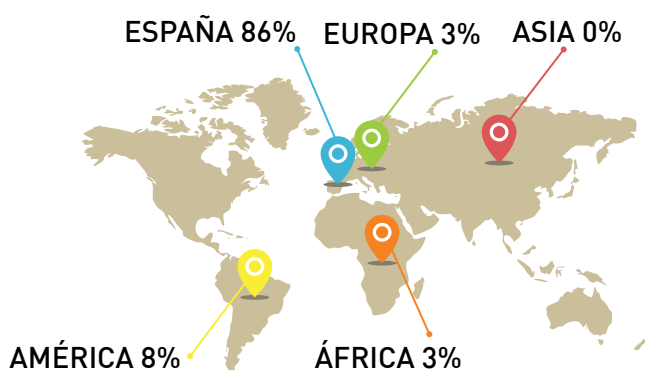 ESPAÑA 86%
EUROPA 3%
ASIA 0%
AMÉRICA 8%
ÁFRICA 3%